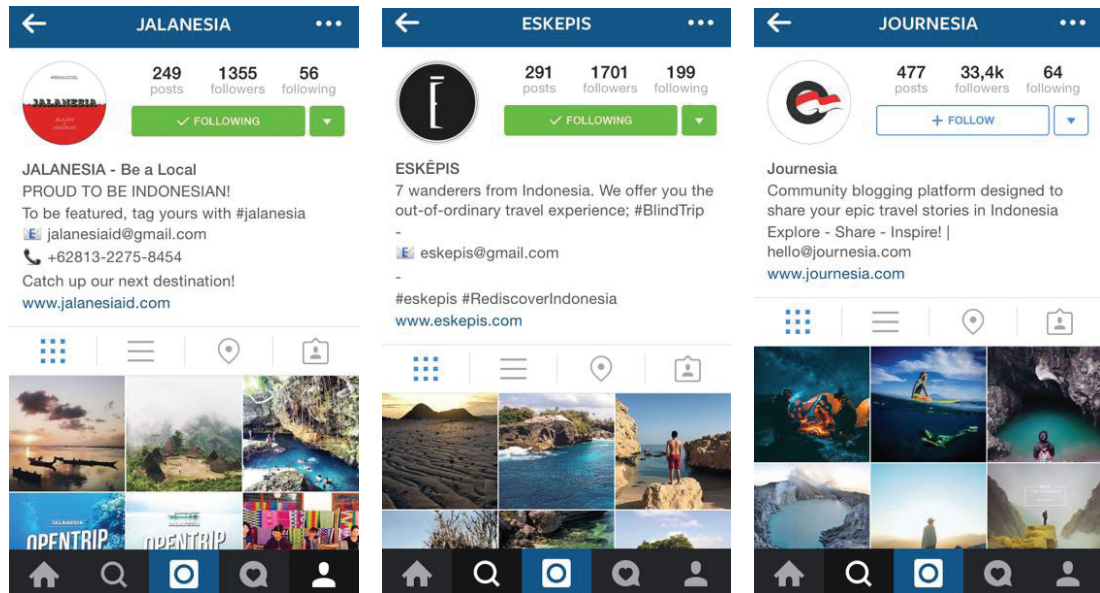 JALANESIA
#BEALOCAL
JALANESIA
249 1355 56
posts followers following
FOLLOWING
JALANESIA - Be a Local
PROUD TO BE INDONESIAN!
To be featured, tag yours with #jalanesia
jalanesiaid@gmail.com
+62813-2275-8454
Catch up our next destination!
www.jalanesiaid.com
JALANESIA
OPENTRIP
JALANESIA
OPENTRIP
ESKEPIS
291 1701 199
posts followers following
FOLLOWING
ESKĒPIS
7 wanderers from Indonesia. We offer you the
out-of-ordinary travel experience; #BlindTrip
-
E eskepis@gmail.com
-
#eskepis #RediscoverIndonesia
www.eskepis.com
JOURNESIA
477 33,4k 64
posts followers following
+ FOLLOW
Journesia
Community blogging platform designed to
share your epic travel stories in Indonesia
Explore - Share - Inspire! |
hello@journesia.com
www.journesia.com